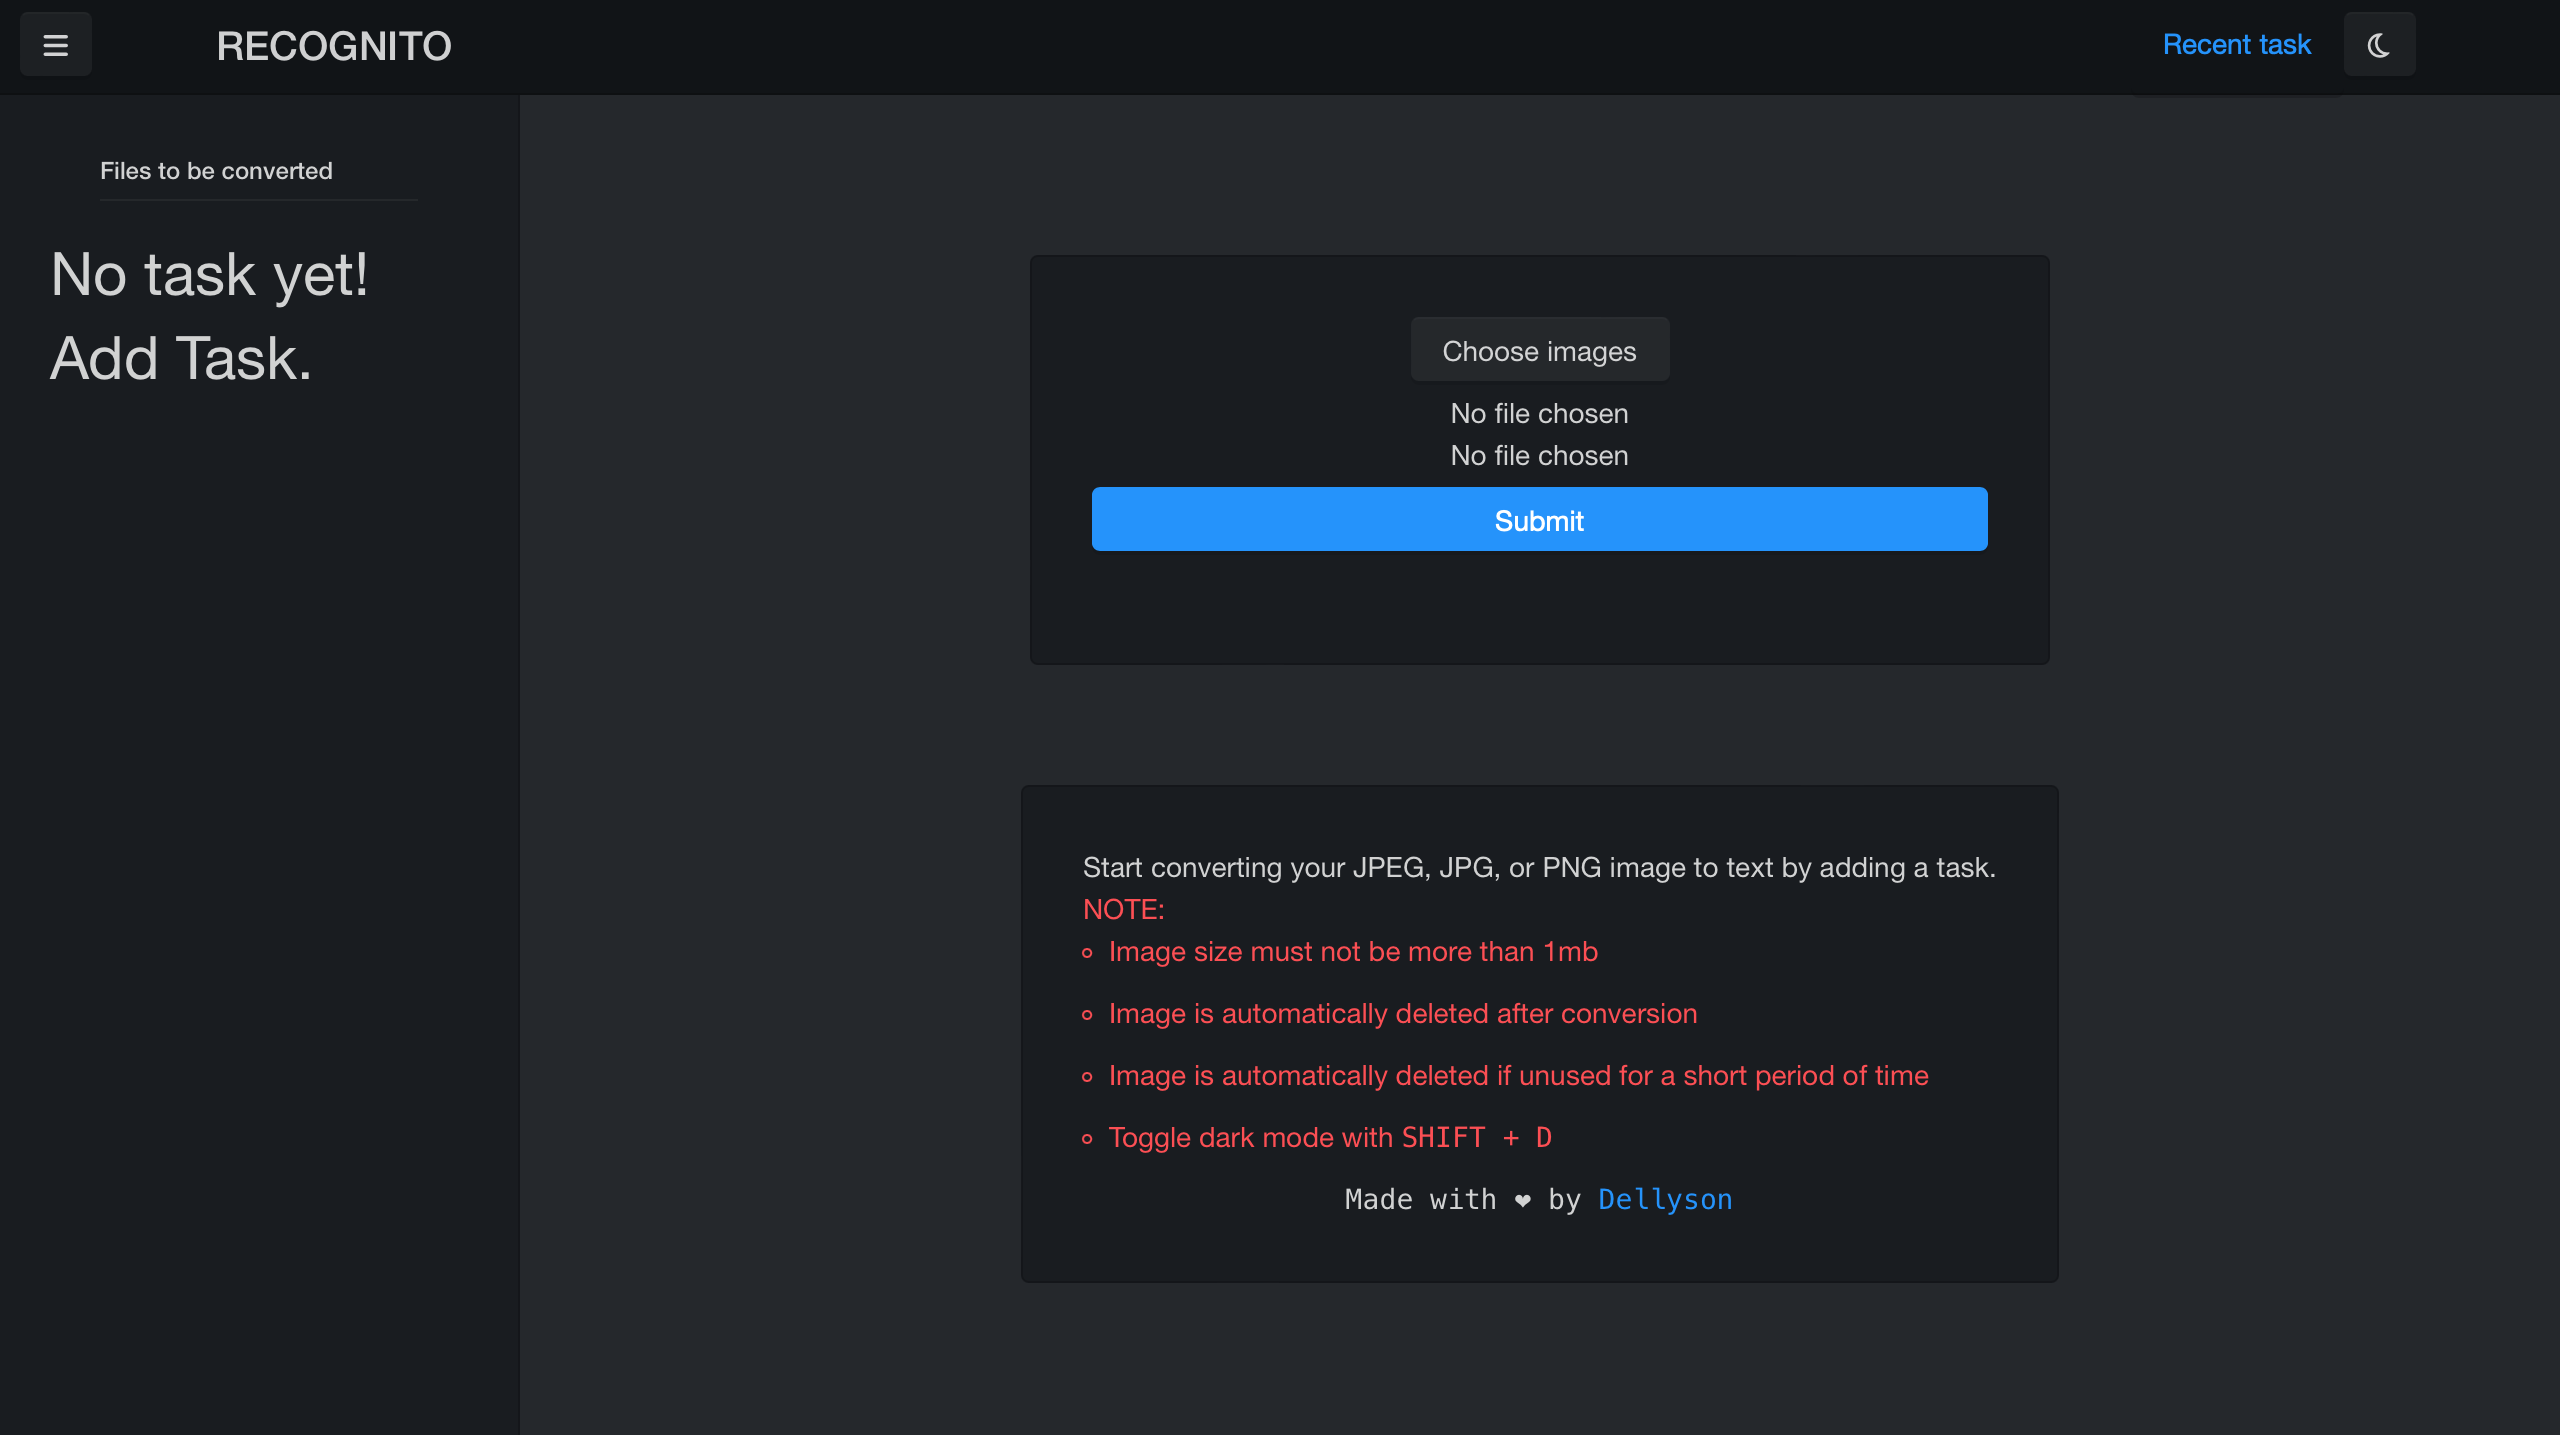 RECOGNITO
Recent task
Files to be converted
No task yet!
Add Task.
Choose images
No file chosen
No file chosen
Submit
Start converting your JPEG, JPG, or PNG image to text by adding a task.
NOTE:
Image size must not be more than 1mb
Image is automatically deleted after conversion
Image is automatically deleted if unused for a short period of time
Toggle dark mode with SHIFT + D
Made with ❤ by Dellyson